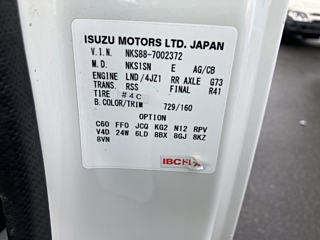 ISUZU MOTORS LTD. JAPAN
V.I.N. NKS88-7002372
M.D. NKS1SN E AG/CB
ENGINE LND/4JZ1 RR AXLE G73
TRANS. RSS FINAL R41
TIRE #4C
B.COLOR/TRIM 729/160
OPTION
C60 FF0 JCQ KG2 N12 RPV
V4D 24W 6LD 8BX 8GJ 8KZ
8VN
IBC